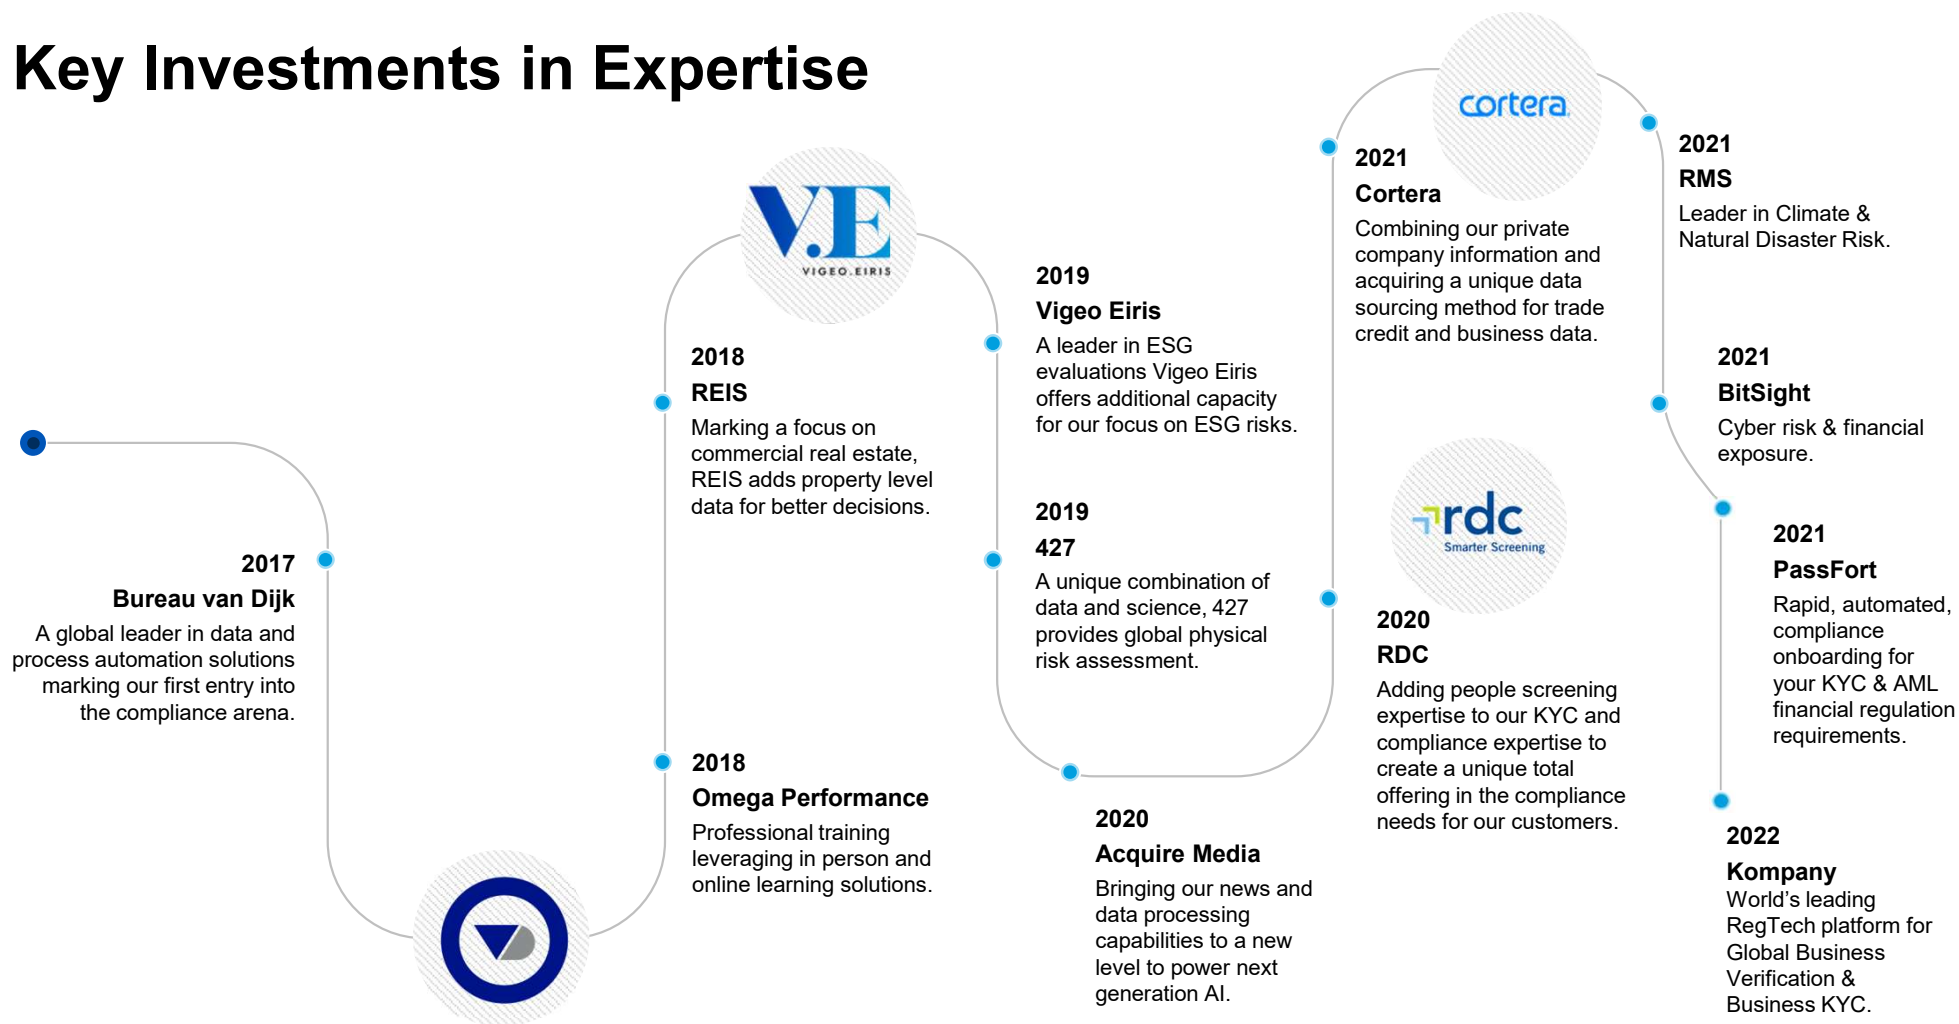 Key Investments in Expertise
2017
Bureau van Dijk
A global leader in data and
process automation solutions
marking our first entry into
the compliance arena.
2018
Omega Performance
Professional training
leveraging in person and
online learning solutions.
2018
REIS
Marking a focus on
commercial real estate,
REIS adds property level
data for better decisions.
V.E
VIGEO.EIRIS
2019
Vigeo Eiris
A leader in ESG
evaluations Vigeo Eiris
offers additional capacity
for our focus on ESG risks.
2019
427
A unique combination of
data and science, 427
provides global physical
risk assessment.
2020
Acquire Media
Bringing our news and
data processing
capabilities to a new
level to power next
generation AI.
rdc
Smarter Screening
2020
RDC
Adding people screening
expertise to our KYC and
compliance expertise to
create a unique total
offering in the compliance
needs for our customers.
cortera
2021
Cortera
Combining our private
company information and
acquiring a unique data
sourcing method for trade
credit and business data.
2021
RMS
Leader in Climate &
Natural Disaster Risk.
2021
BitSight
Cyber risk & financial
exposure.
2021
PassFort
Rapid, automated,
compliance
onboarding for
your KYC & AML
financial regulation
requirements.
2022
Kompany
World’s leading
RegTech platform for
Global Business
Verification &
Business KYC.